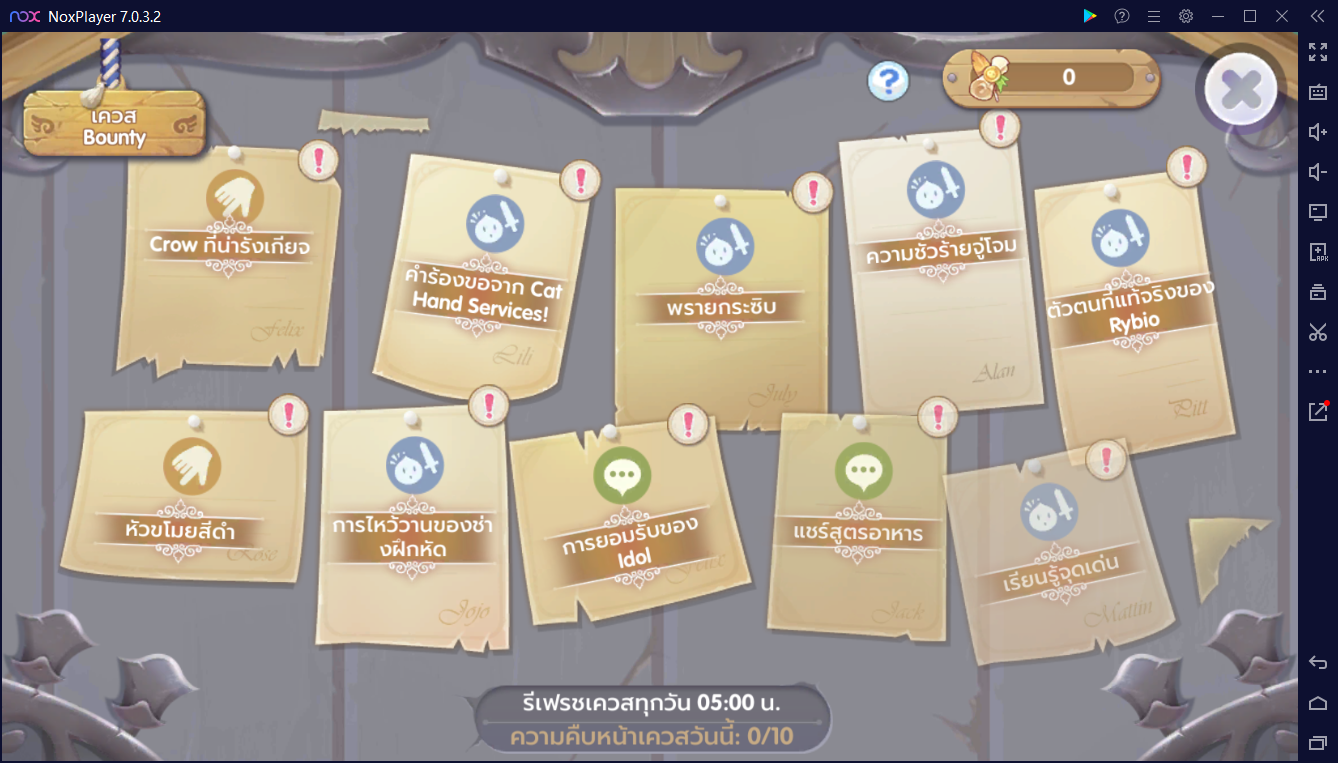 nox NoxPlayer 7.0.3.2
เควส
Bounty
0
Crow ที่น่ารังเกียจ
Felix
คำร้องขอจาก Cat
Hand Services!
Lili
พรายกระซิบ
July
ความชั่วร้ายจู่โจม
Alan
ตัวตนที่แท้จริงของ
Rybio
Pitt
หัวขโมยสีดำ
Rose
การไหว้วานของช่า
งฝึกหัด
Jojo
การยอมรับของ
Idol
แชร์สูตรอาหาร
Jack
เรียนรู้จุดเด่น
Mattin
รีเฟรชเควสทุกวัน 05:00 น.
ความคืบหน้าเควสวันนี้: 0/10